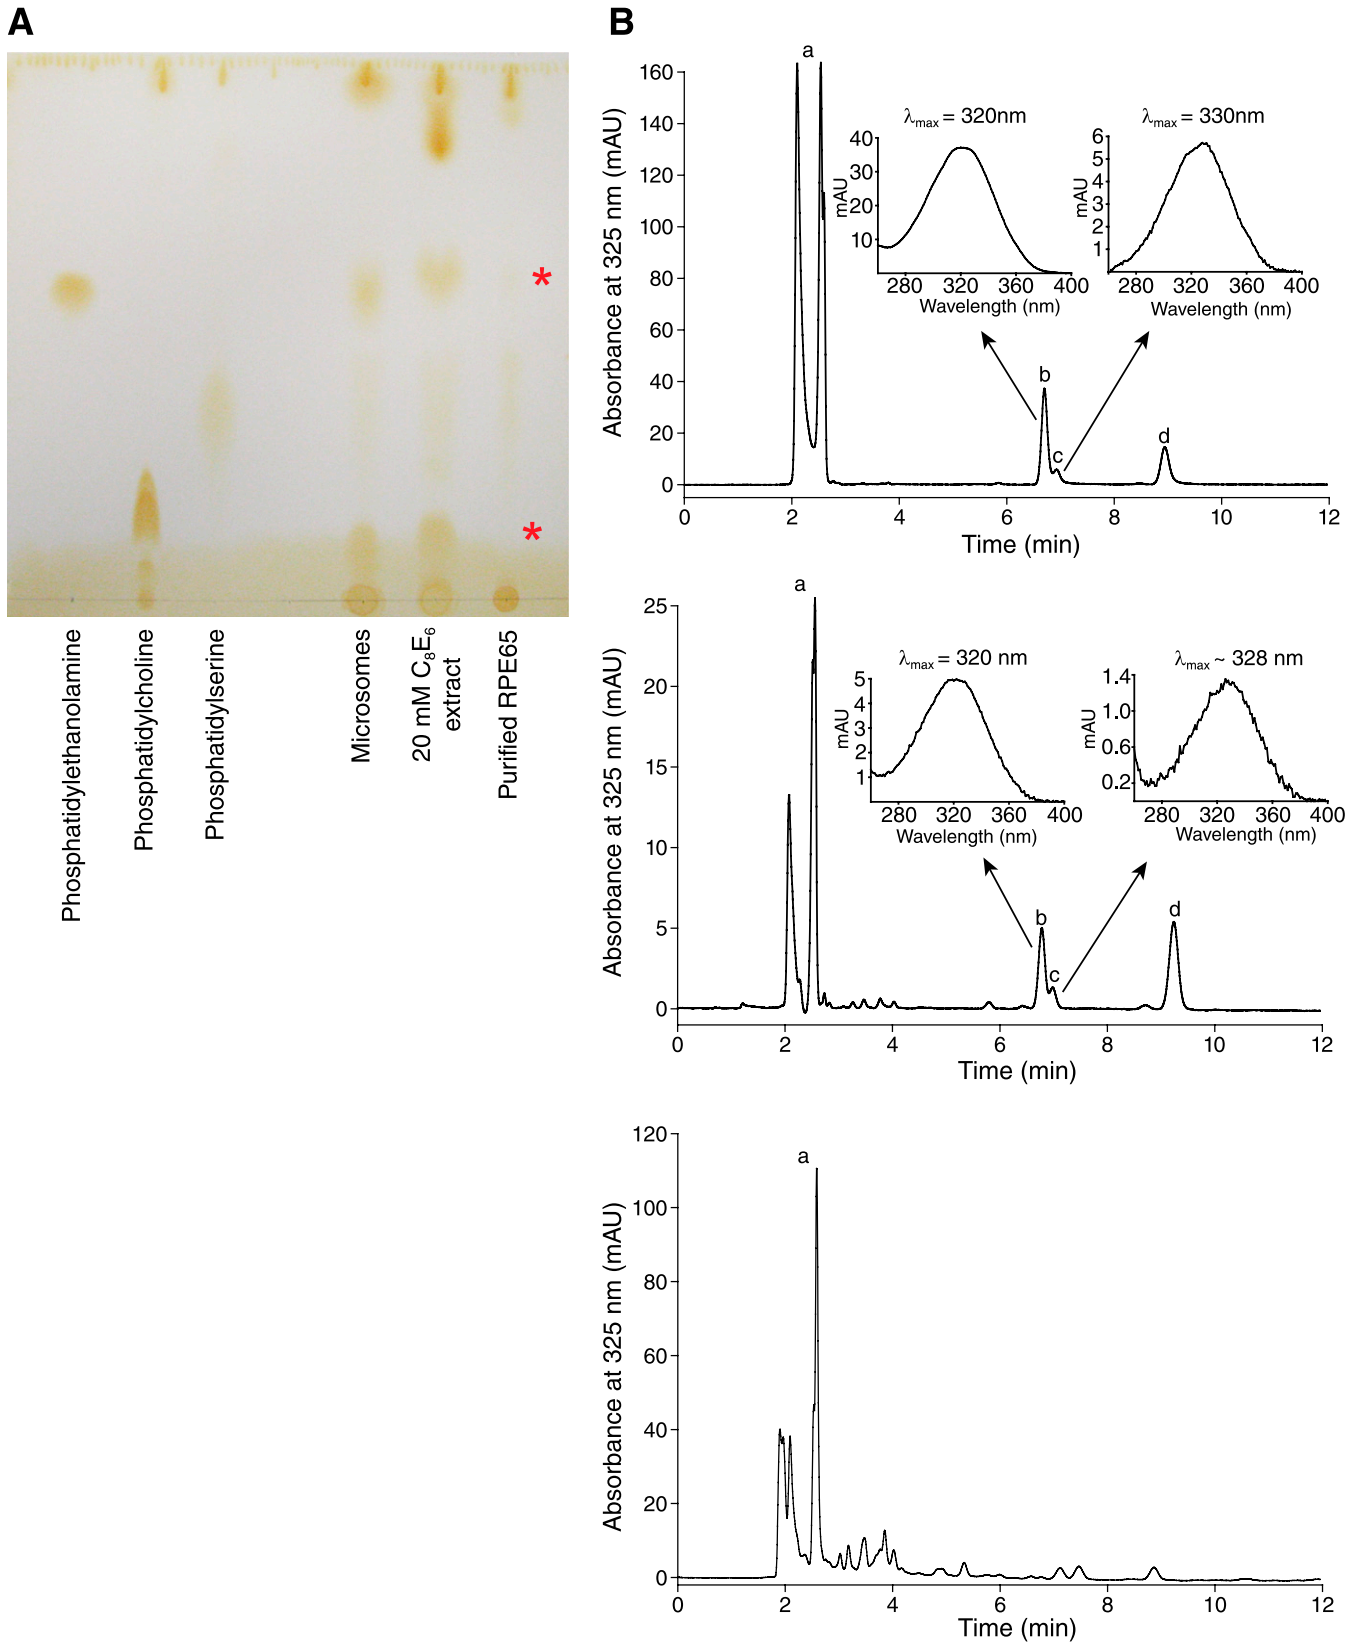 A
B
Phosphatidylethanolamine
Phosphatidylcholine
Phosphatidylserine
Microsomes
20 mM C8E6
extract
Purified RPE65
*
*
a
160
140
120
100
80
60
40
20
0
Absorbance at 325 nm (mAU)
0 2 4 6 8 10 12
Time (min)
b
c
d
λmax = 320nm
40
30
20
10
mAU
280 320 360 400
Wavelength (nm)
λmax = 330nm
6
5
4
3
2
1
mAU
280 320 360 400
Wavelength (nm)
a
25
20
15
10
5
0
Absorbance at 325 nm (mAU)
0 2 4 6 8 10 12
Time (min)
b
c
d
λmax = 320 nm
5
4
3
2
1
mAU
280 320 360 400
Wavelength (nm)
λmax ~ 328 nm
1.4
1.0
0.6
0.2
mAU
280 320 360 400
Wavelength (nm)
a
120
100
80
60
40
20
0
Absorbance at 325 nm (mAU)
0 2 4 6 8 10 12
Time (min)